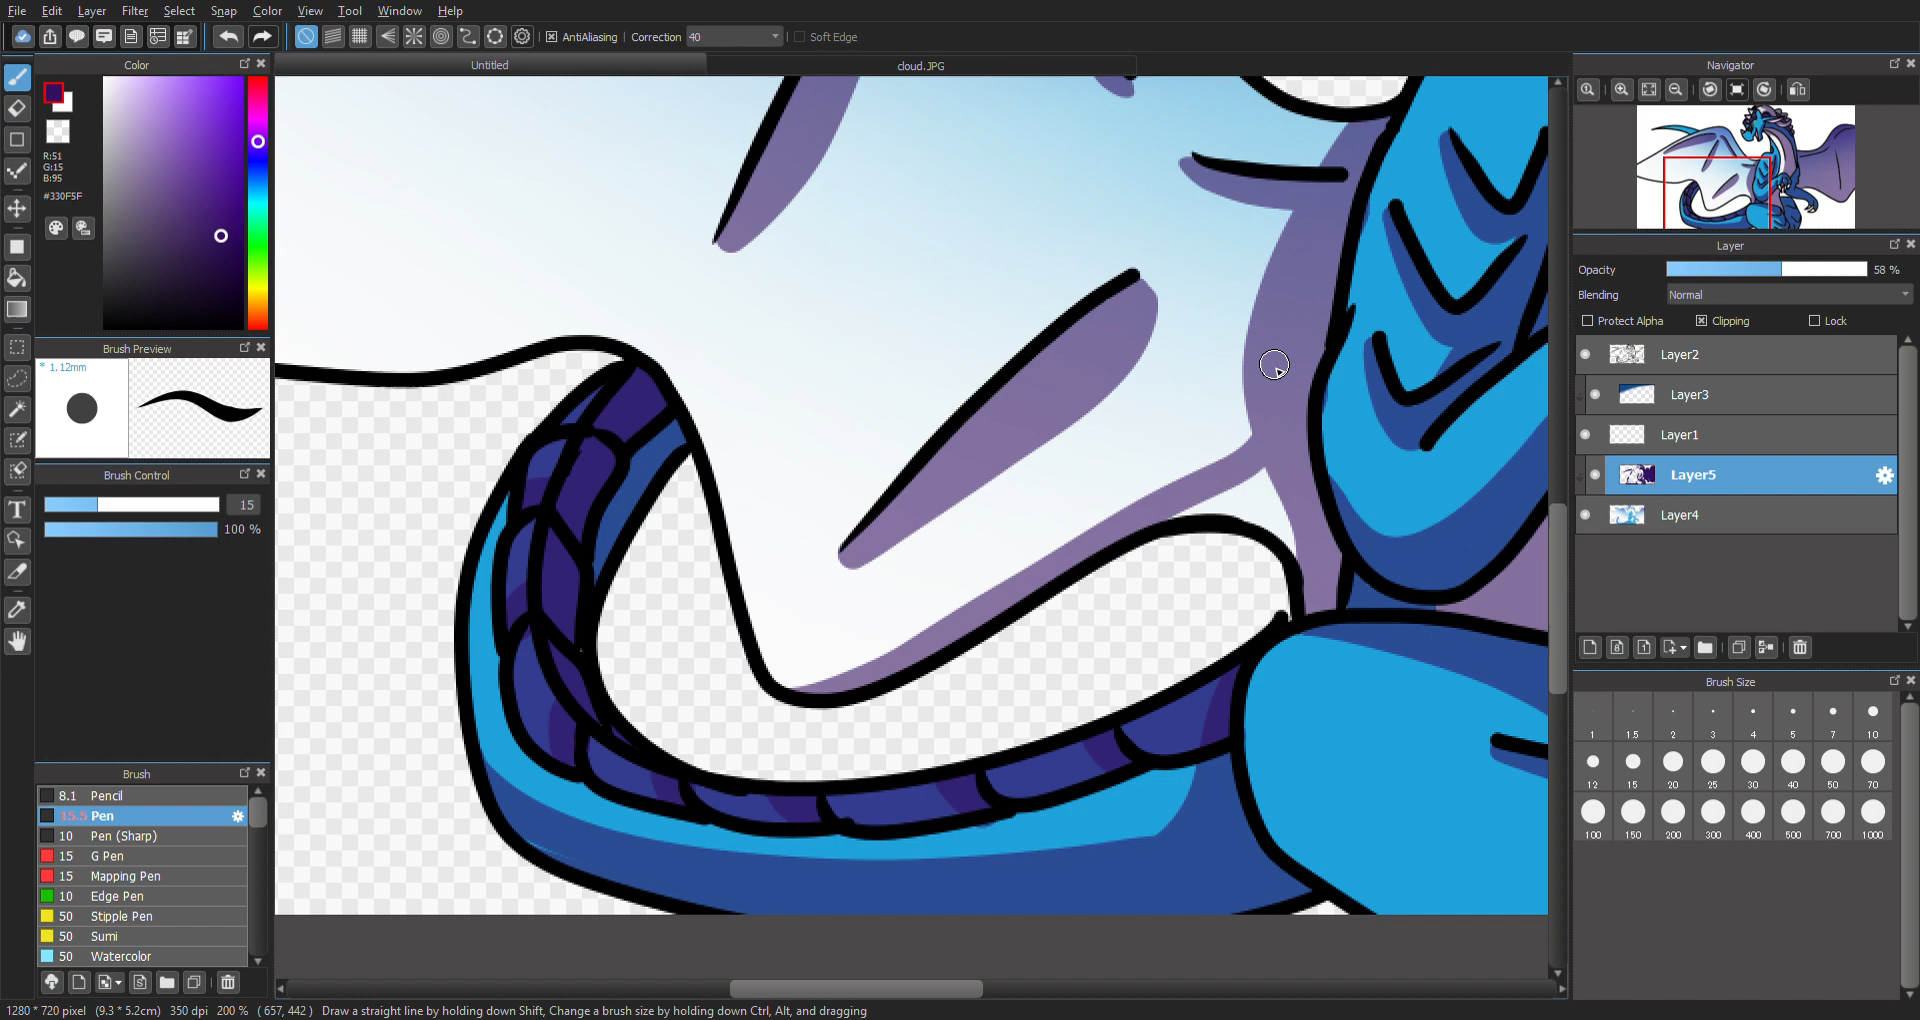 File Edit Layer Filter Select Snap Color View Tool Window Help
AntiAliasing Correction 40 Soft Edge
Color
Untitled
cloud.JPG
Navigator
R:51
G:15
B:95
#330F5F
Layer
Opacity 58 %
Blending Normal
Protect Alpha Clipping Lock
Layer2
Layer3
Layer1
Layer5
Layer4
Brush Preview
* 1,12mm
Brush Control
15
100 %
Brush Size
1 1.5 2 3 4 5 7 10
12 15 20 25 30 40 50 70
100 150 200 300 400 500 700 1000
Brush
8.1 Pencil
15.5 Pen
10 Pen (Sharp)
15 G Pen
15 Mapping Pen
10 Edge Pen
50 Stipple Pen
50 Sumi
50 Watercolor
1280 * 720 pixel (9.3 * 5.2cm) 350 dpi 200 % ( 657, 442 ) Draw a straight line by holding down Shift, Change a brush size by holding down Ctrl, Alt, and dragging